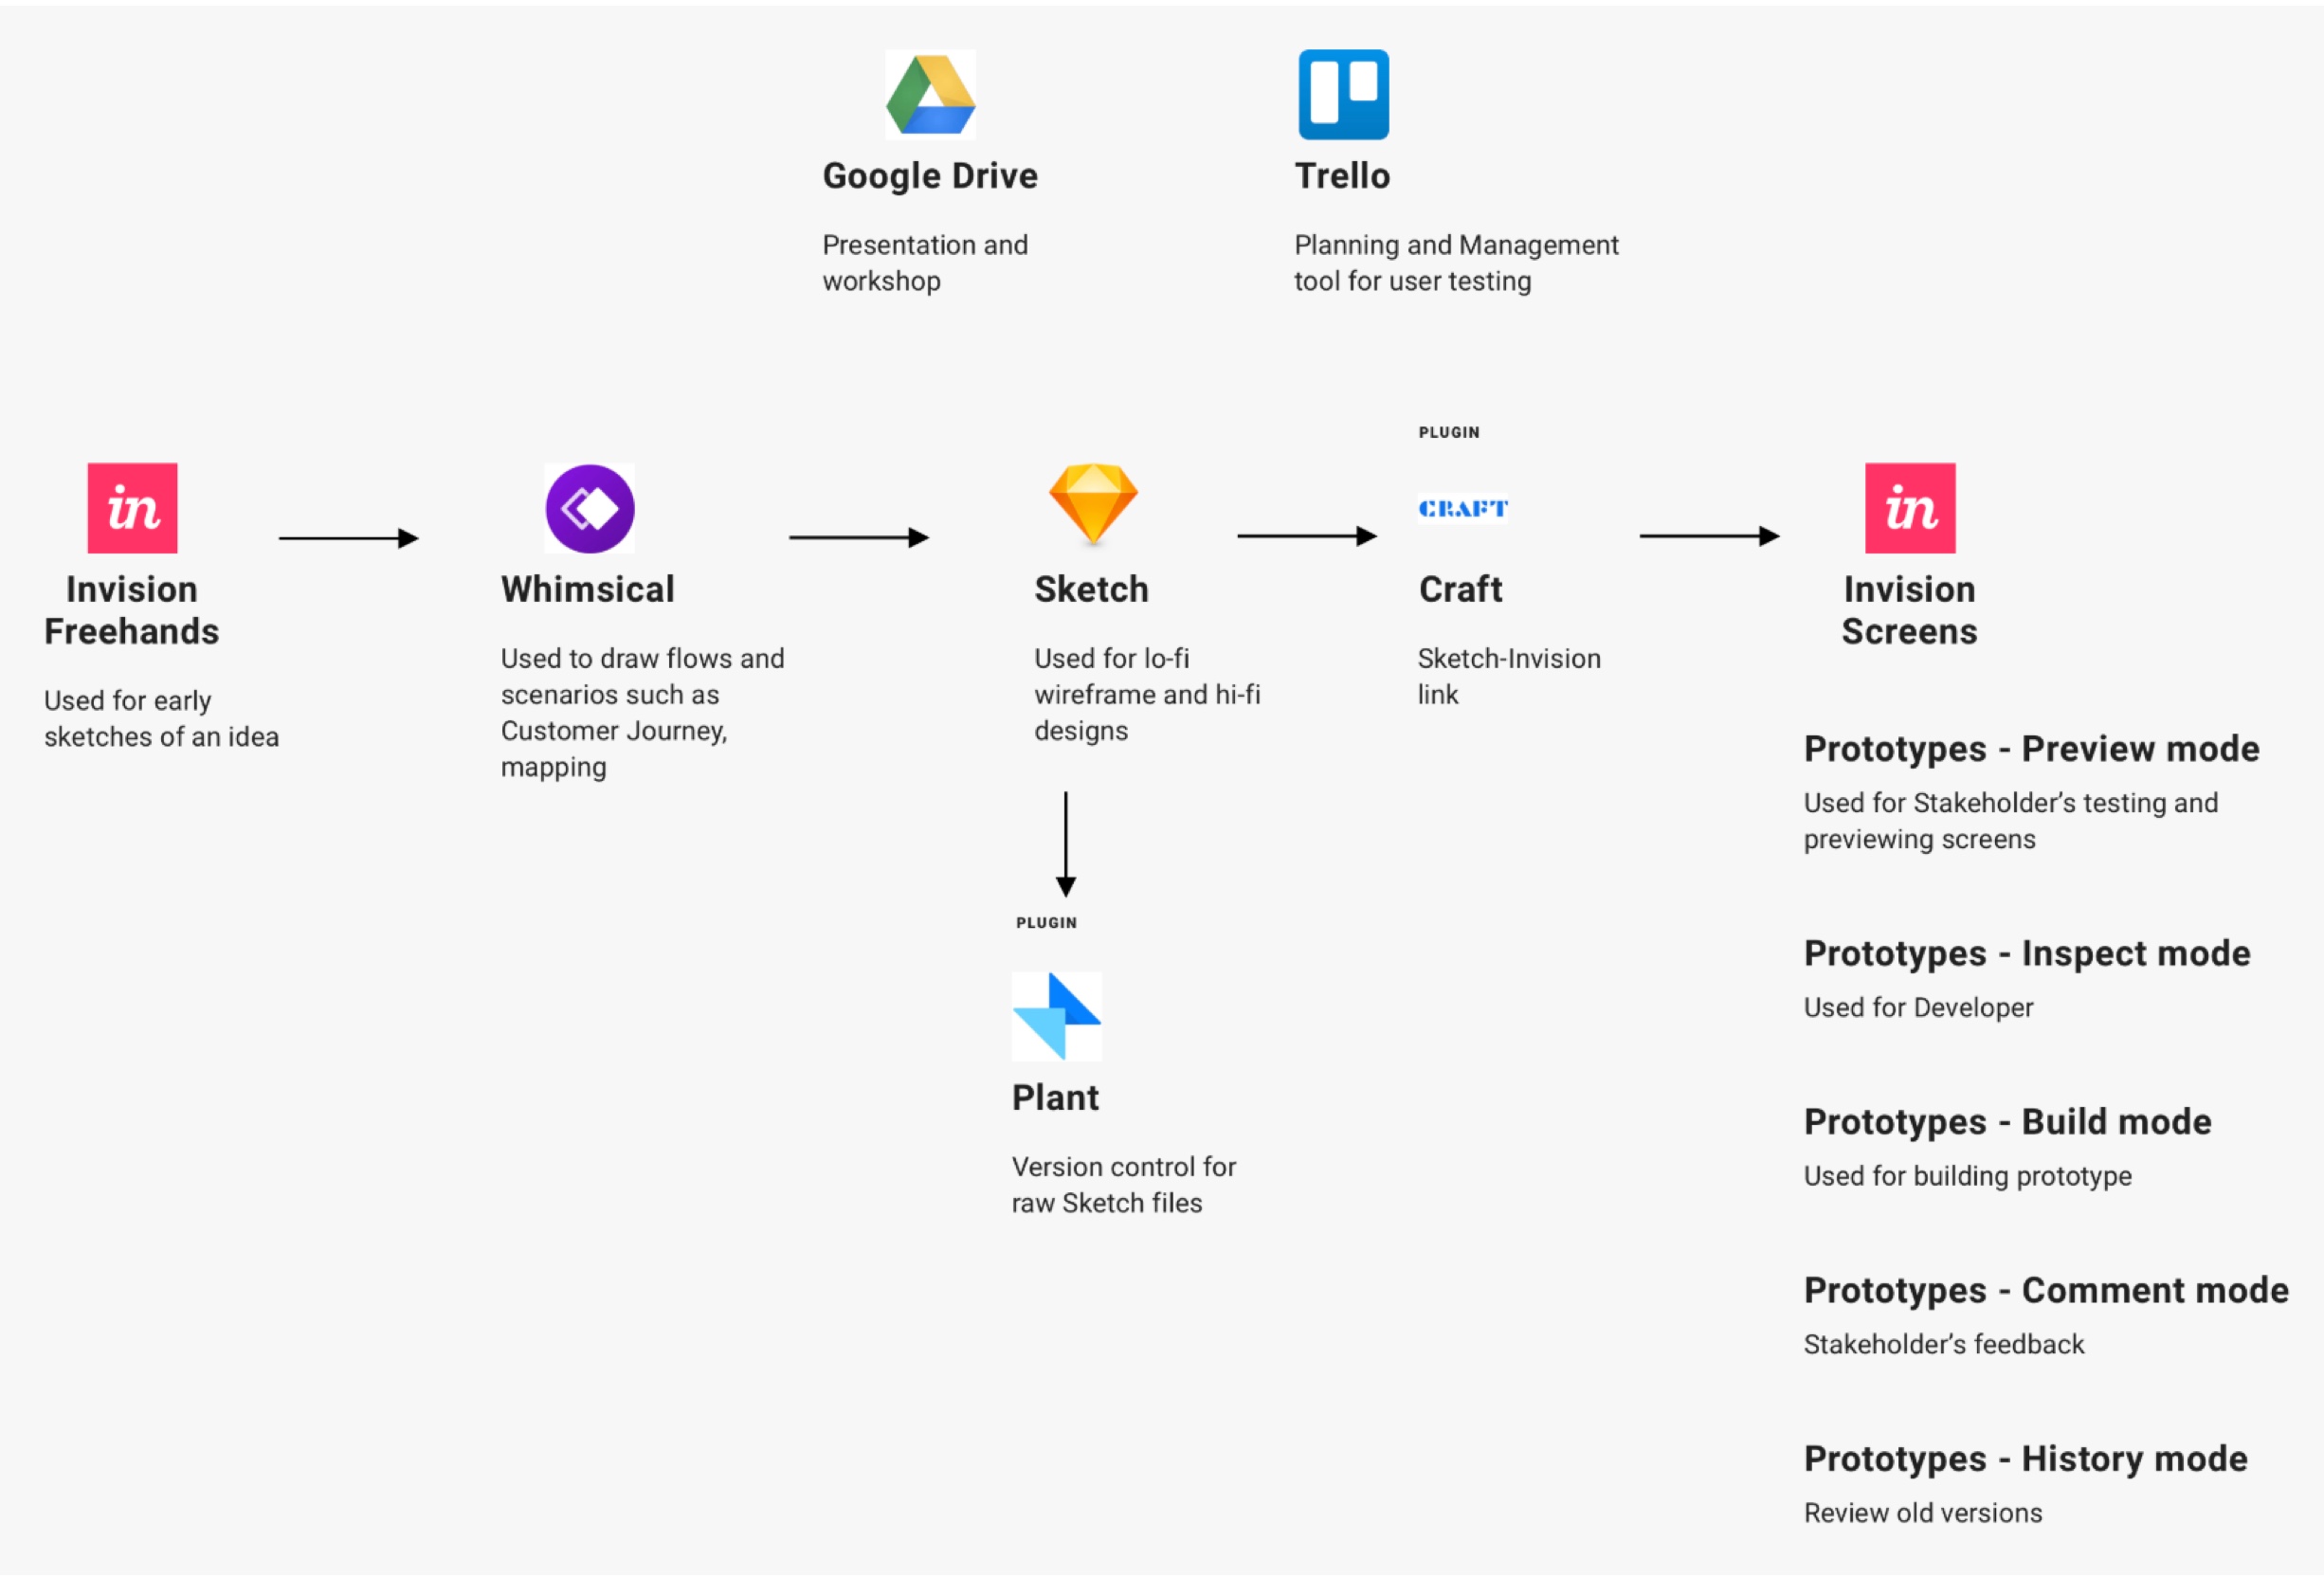 Google Drive
Presentation and
workshop
Trello
Planning and Management
tool for user testing
in
Invision
Freehands
Used for early
sketches of an idea
Whimsical
Used to draw flows and
scenarios such as
Customer Journey,
mapping
Sketch
Used for lo-fi
wireframe and hi-fi
designs
PLUGIN
CRAFT
Craft
Sketch-Invision
link
PLUGIN
Plant
Version control for
raw Sketch files
in
Invision
Screens
Prototypes - Preview mode
Used for Stakeholder’s testing and
previewing screens
Prototypes - Inspect mode
Used for Developer
Prototypes - Build mode
Used for building prototype
Prototypes - Comment mode
Stakeholder’s feedback
Prototypes - History mode
Review old versions